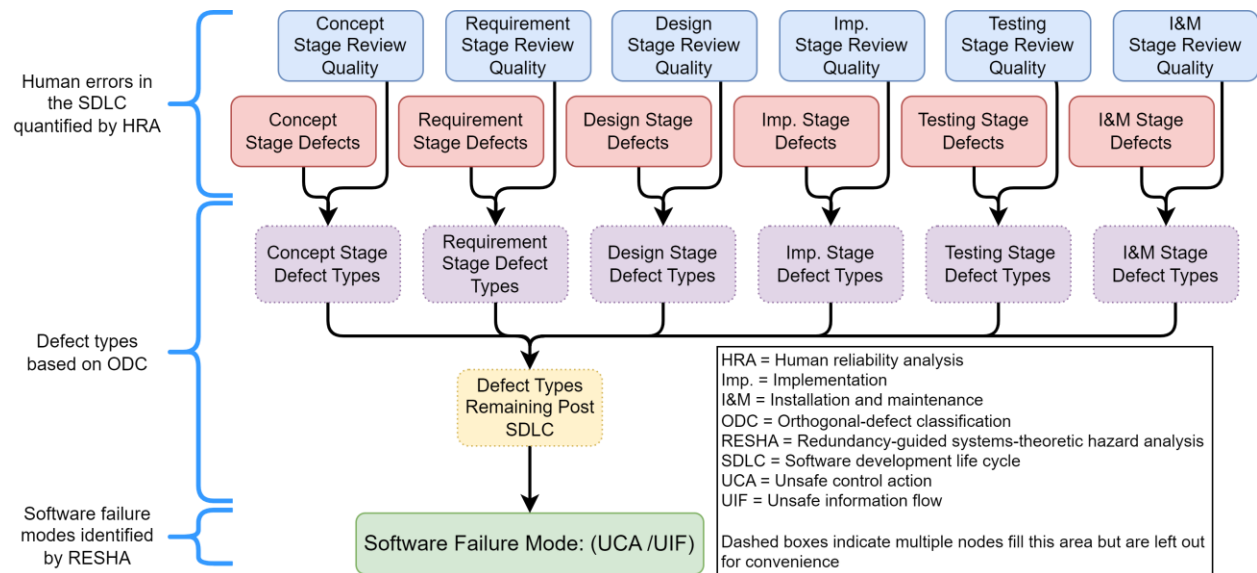 Human errors in
the SDLC
quantified by HRA
Concept
Stage Review
Quality
Requirement
Stage Review
Quality
Design
Stage Review
Quality
Imp.
Stage Review
Quality
Testing
Stage Review
Quality
I&M
Stage Review
Quality
Concept
Stage Defects
Requirement
Stage Defects
Design Stage
Defects
Imp. Stage
Defects
Testing Stage
Defects
I&M Stage
Defects
Defect types
based on ODC
Concept Stage
Defect Types
Requirement
Stage Defect
Types
Design Stage
Defect Types
Imp. Stage
Defect Types
Testing Stage
Defect Types
I&M Stage
Defect Types
Defect Types
Remaining Post
SDLC
Software failure
modes identified
by RESHA
Software Failure Mode: (UCA /UIF)
HRA = Human reliability analysis
Imp. = Implementation
I&M = Installation and maintenance
ODC = Orthogonal-defect classification
RESHA = Redundancy-guided systems-theoretic hazard analysis
SDLC = Software development life cycle
UCA = Unsafe control action
UIF = Unsafe information flow
Dashed boxes indicate multiple nodes fill this area but are left out
for convenience